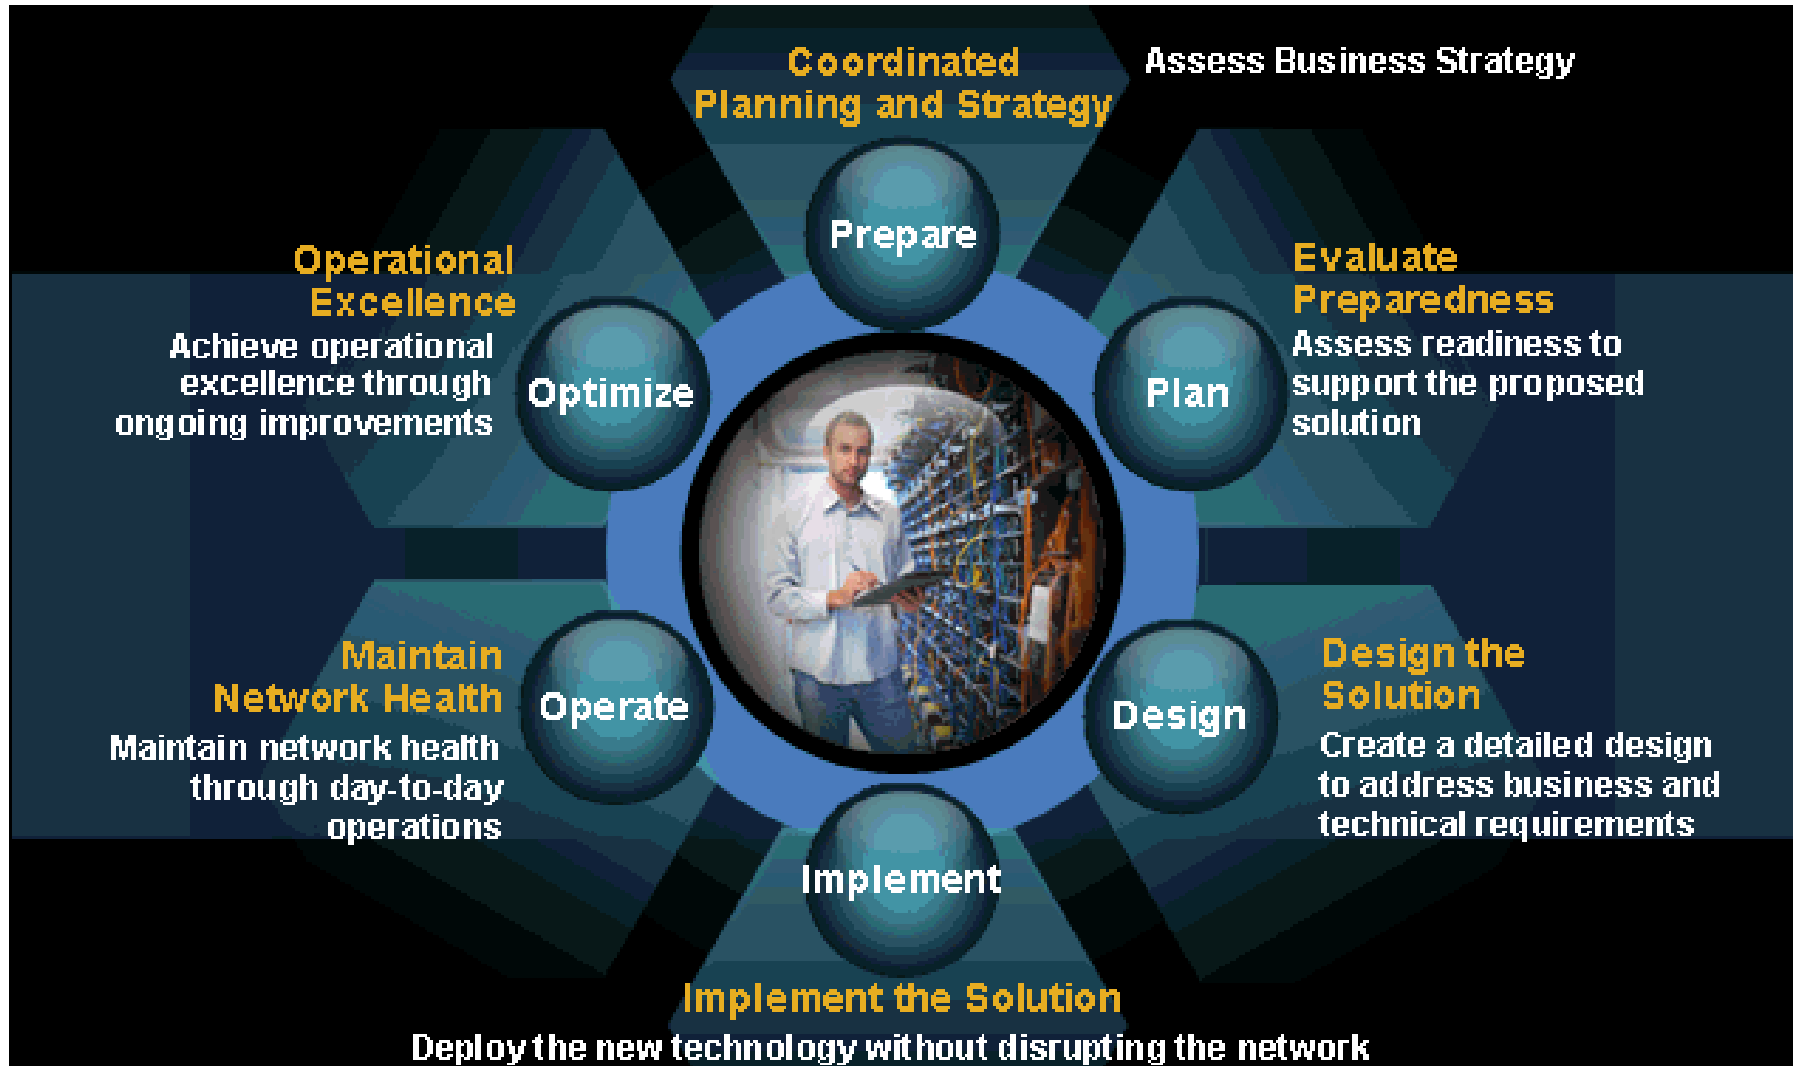 Coordinated
Planning and Strategy
Assess Business Strategy
Prepare
Evaluate
Preparedness
Assess readiness to
support the proposed
solution
Plan
Design the
Solution
Create a detailed design
to address business and
technical requirements
Design
Implement
Implement the Solution
Deploy the new technology without disrupting the network
Maintain
Network Health
Maintain network health
through day-to-day
operations
Operate
Operational
Excellence
Achieve operational
excellence through
ongoing improvements
Optimize